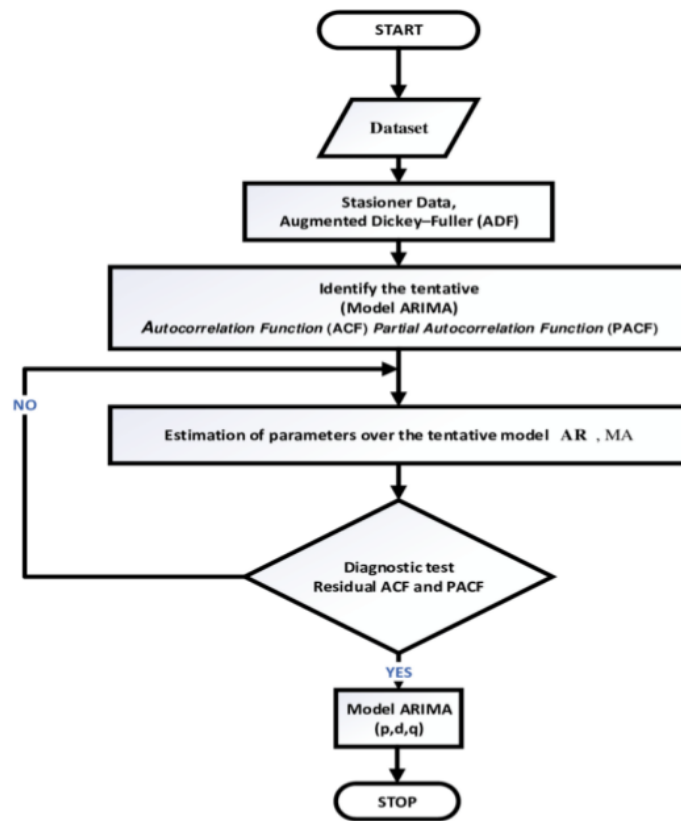 START
Dataset
Stasioner Data,
Augmented Dickey–Fuller (ADF)
Identify the tentative
(Model ARIMA)
Autocorrelation Function (ACF) Partial Autocorrelation Function (PACF)
NO
Estimation of parameters over the tentative model AR , MA
Diagnostic test
Residual ACF and PACF
YES
Model ARIMA
(p,d,q)
STOP